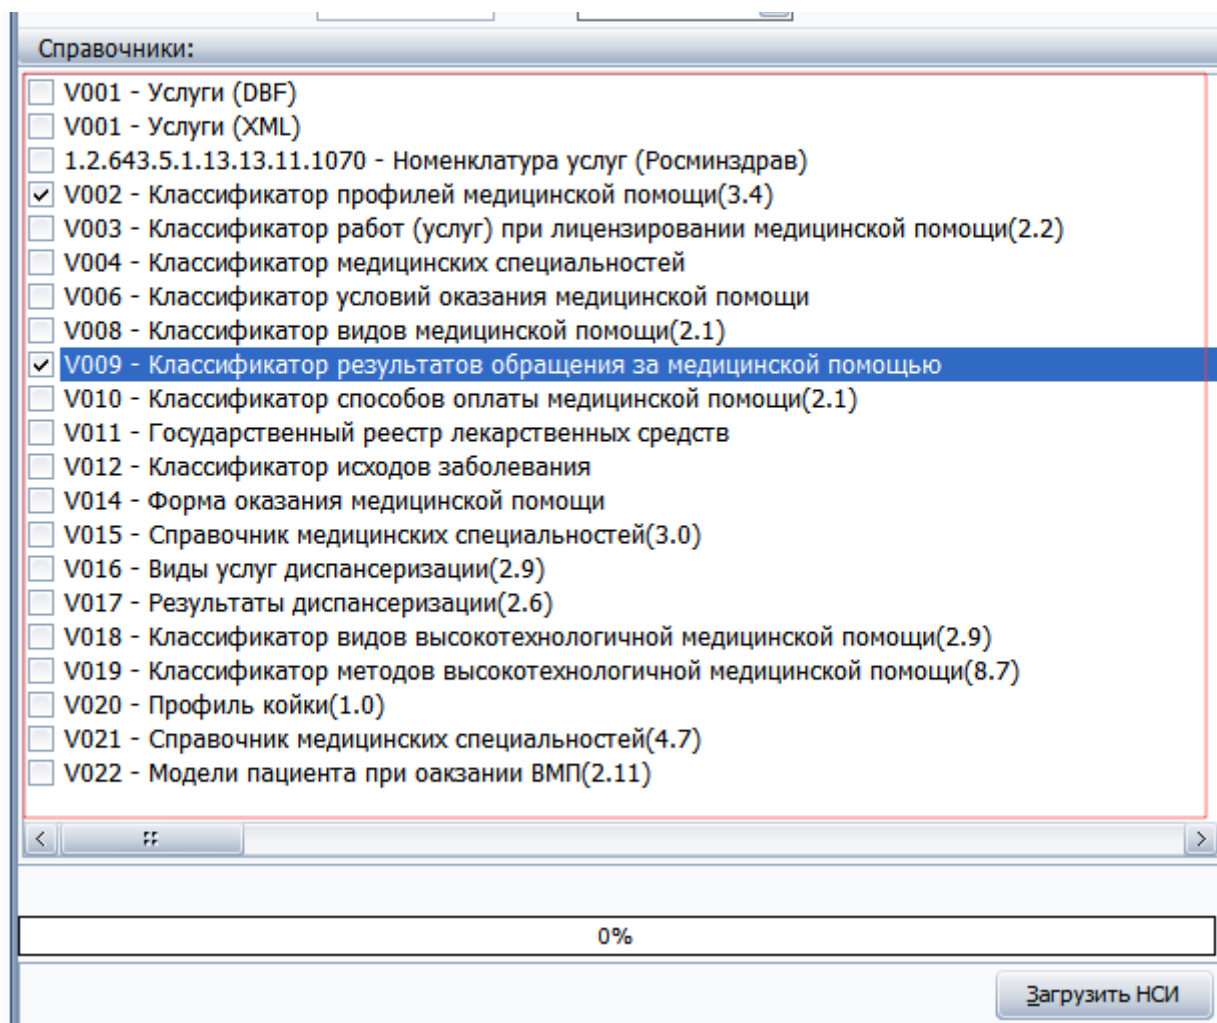 Справочники:
V001 - Услуги (DBF)
V001 - Услуги (XML)
1.2.643.5.1.13.13.11.1070 - Номенклатура услуг (Росминздрав)
V002 - Классификатор профилей медицинской помощи(3.4)
V003 - Классификатор работ (услуг) при лицензировании медицинской помощи(2.2)
V004 - Классификатор медицинских специальностей
V006 - Классификатор условий оказания медицинской помощи
V008 - Классификатор видов медицинской помощи(2.1)
V009 - Классификатор результатов обращения за медицинской помощью
V010 - Классификатор способов оплаты медицинской помощи(2.1)
V011 - Государственный реестр лекарственных средств
V012 - Классификатор исходов заболевания
V014 - Форма оказания медицинской помощи
V015 - Справочник медицинских специальностей(3.0)
V016 - Виды услуг диспансеризации(2.9)
V017 - Результаты диспансеризации(2.6)
V018 - Классификатор видов высокотехнологичной медицинской помощи(2.9)
V019 - Классификатор методов высокотехнологичной медицинской помощи(8.7)
V020 - Профиль койки(1.0)
V021 - Справочник медицинских специальностей(4.7)
V022 - Модели пациента при оакзании ВМП(2.11)
0%
Загрузить НСИ